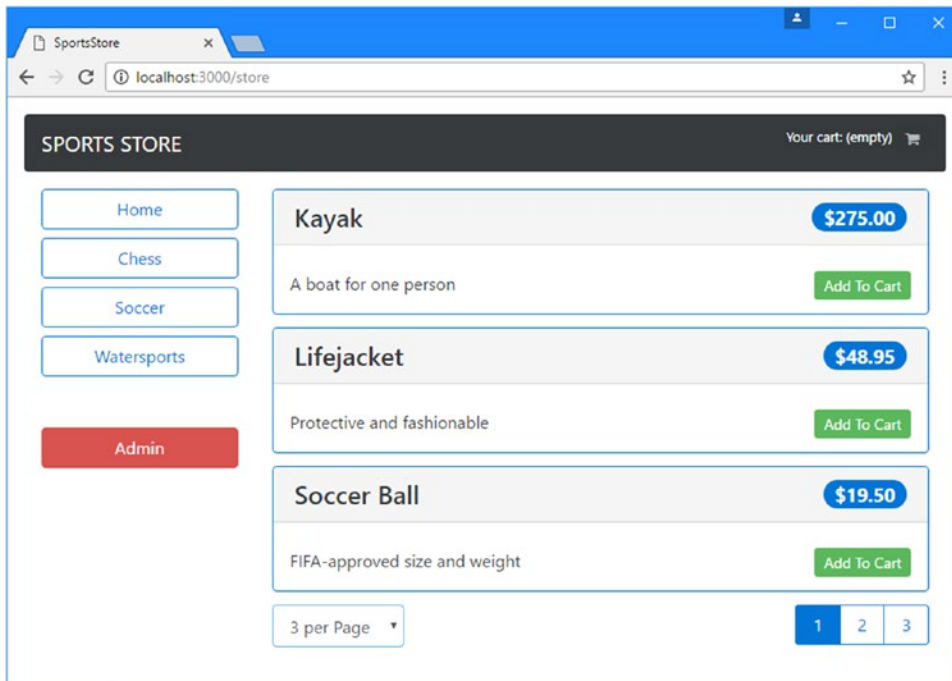 SportsStore
localhost:3000/store
SPORTS STORE
Your cart: (empty)
Home
Chess
Soccer
Watersports
Admin
Kayak
$275.00
A boat for one person
Add To Cart
Lifejacket
$48.95
Protective and fashionable
Add To Cart
Soccer Ball
$19.50
FIFA-approved size and weight
Add To Cart
3 per Page
1 2 3